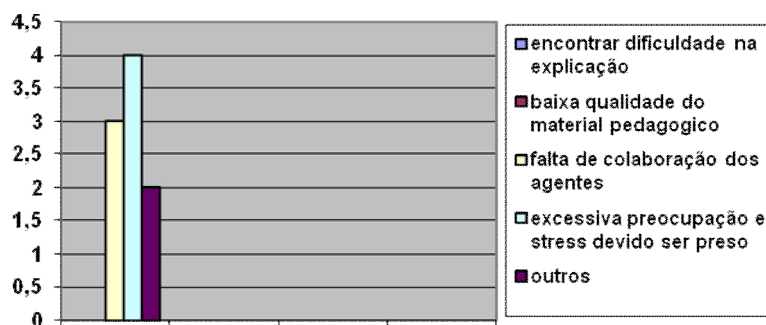 4,5
4
3,5
3
2,5
2
1,5
1
0,5
0
encontrar dificuldade na
explicação
baixa qualidade do
material pedagogico
falta de colaboração dos
agentes
excessiva preocupação e
stress devido ser preso
outros